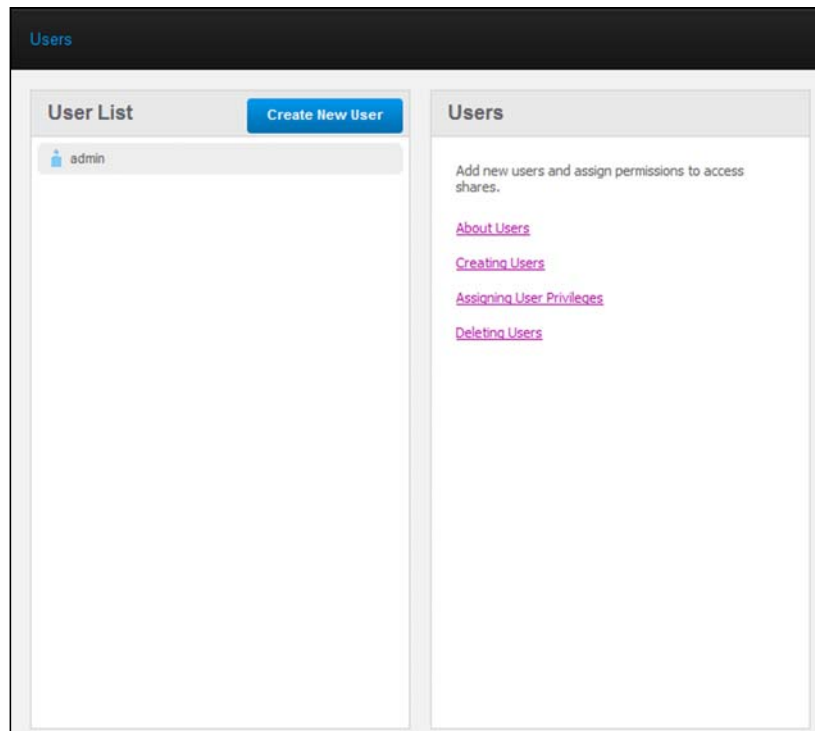 Users
User List
Create New User
admin
Users
Add new users and assign permissions to access
shares.
About Users
Creating Users
Assigning User Privileges
Deleting Users